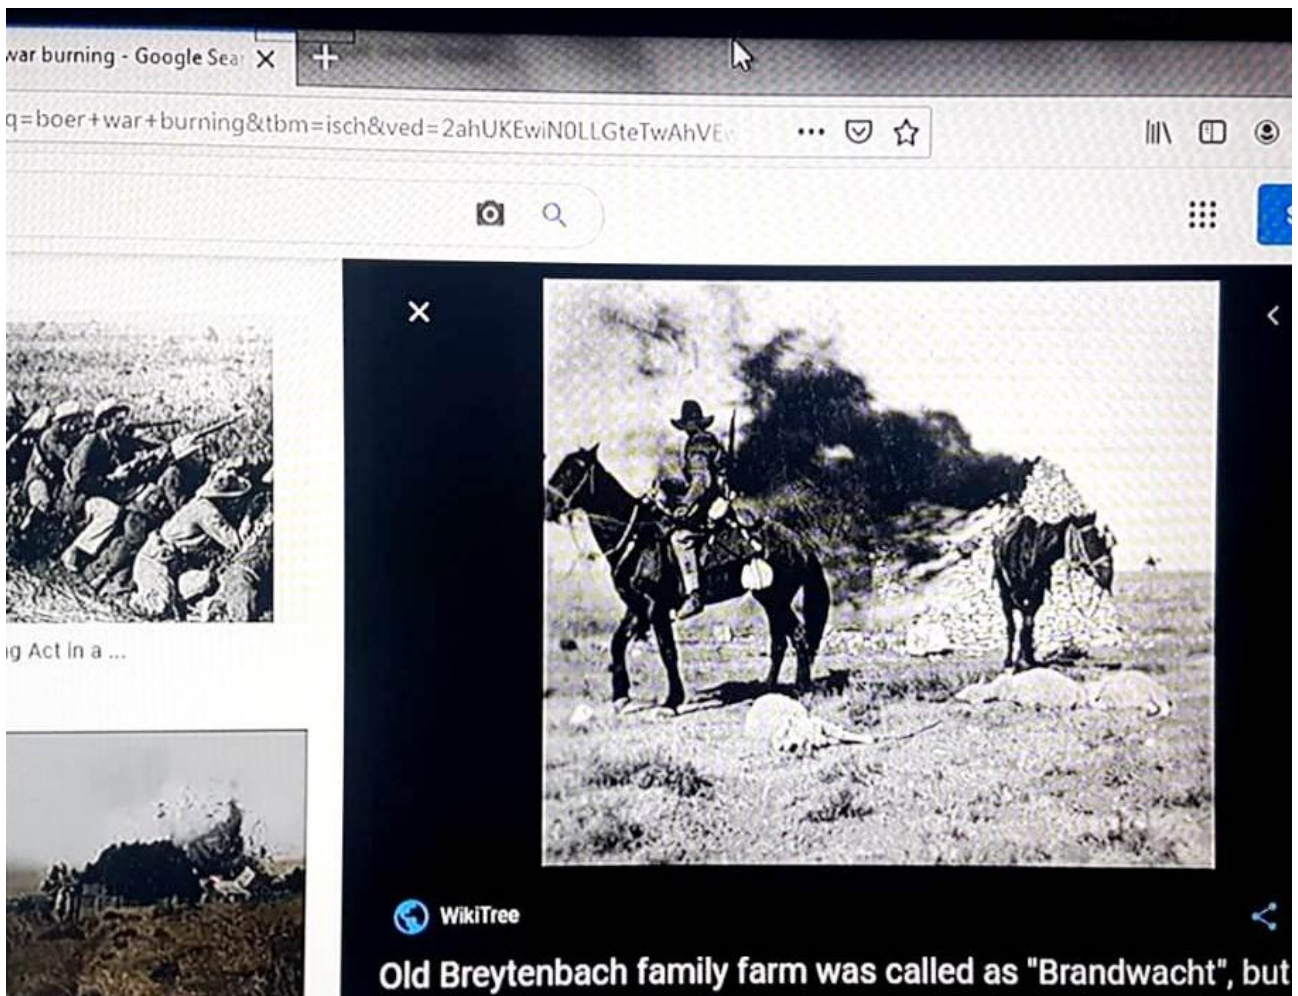 war burning - Google Sea
q=boer+war+burning&tbm=isch&ved=2ahUKEwiN0LLGteTwAhVE
g Act in a ...
WikiTree
Old Breytenbach family farm was called as "Brandwacht", but